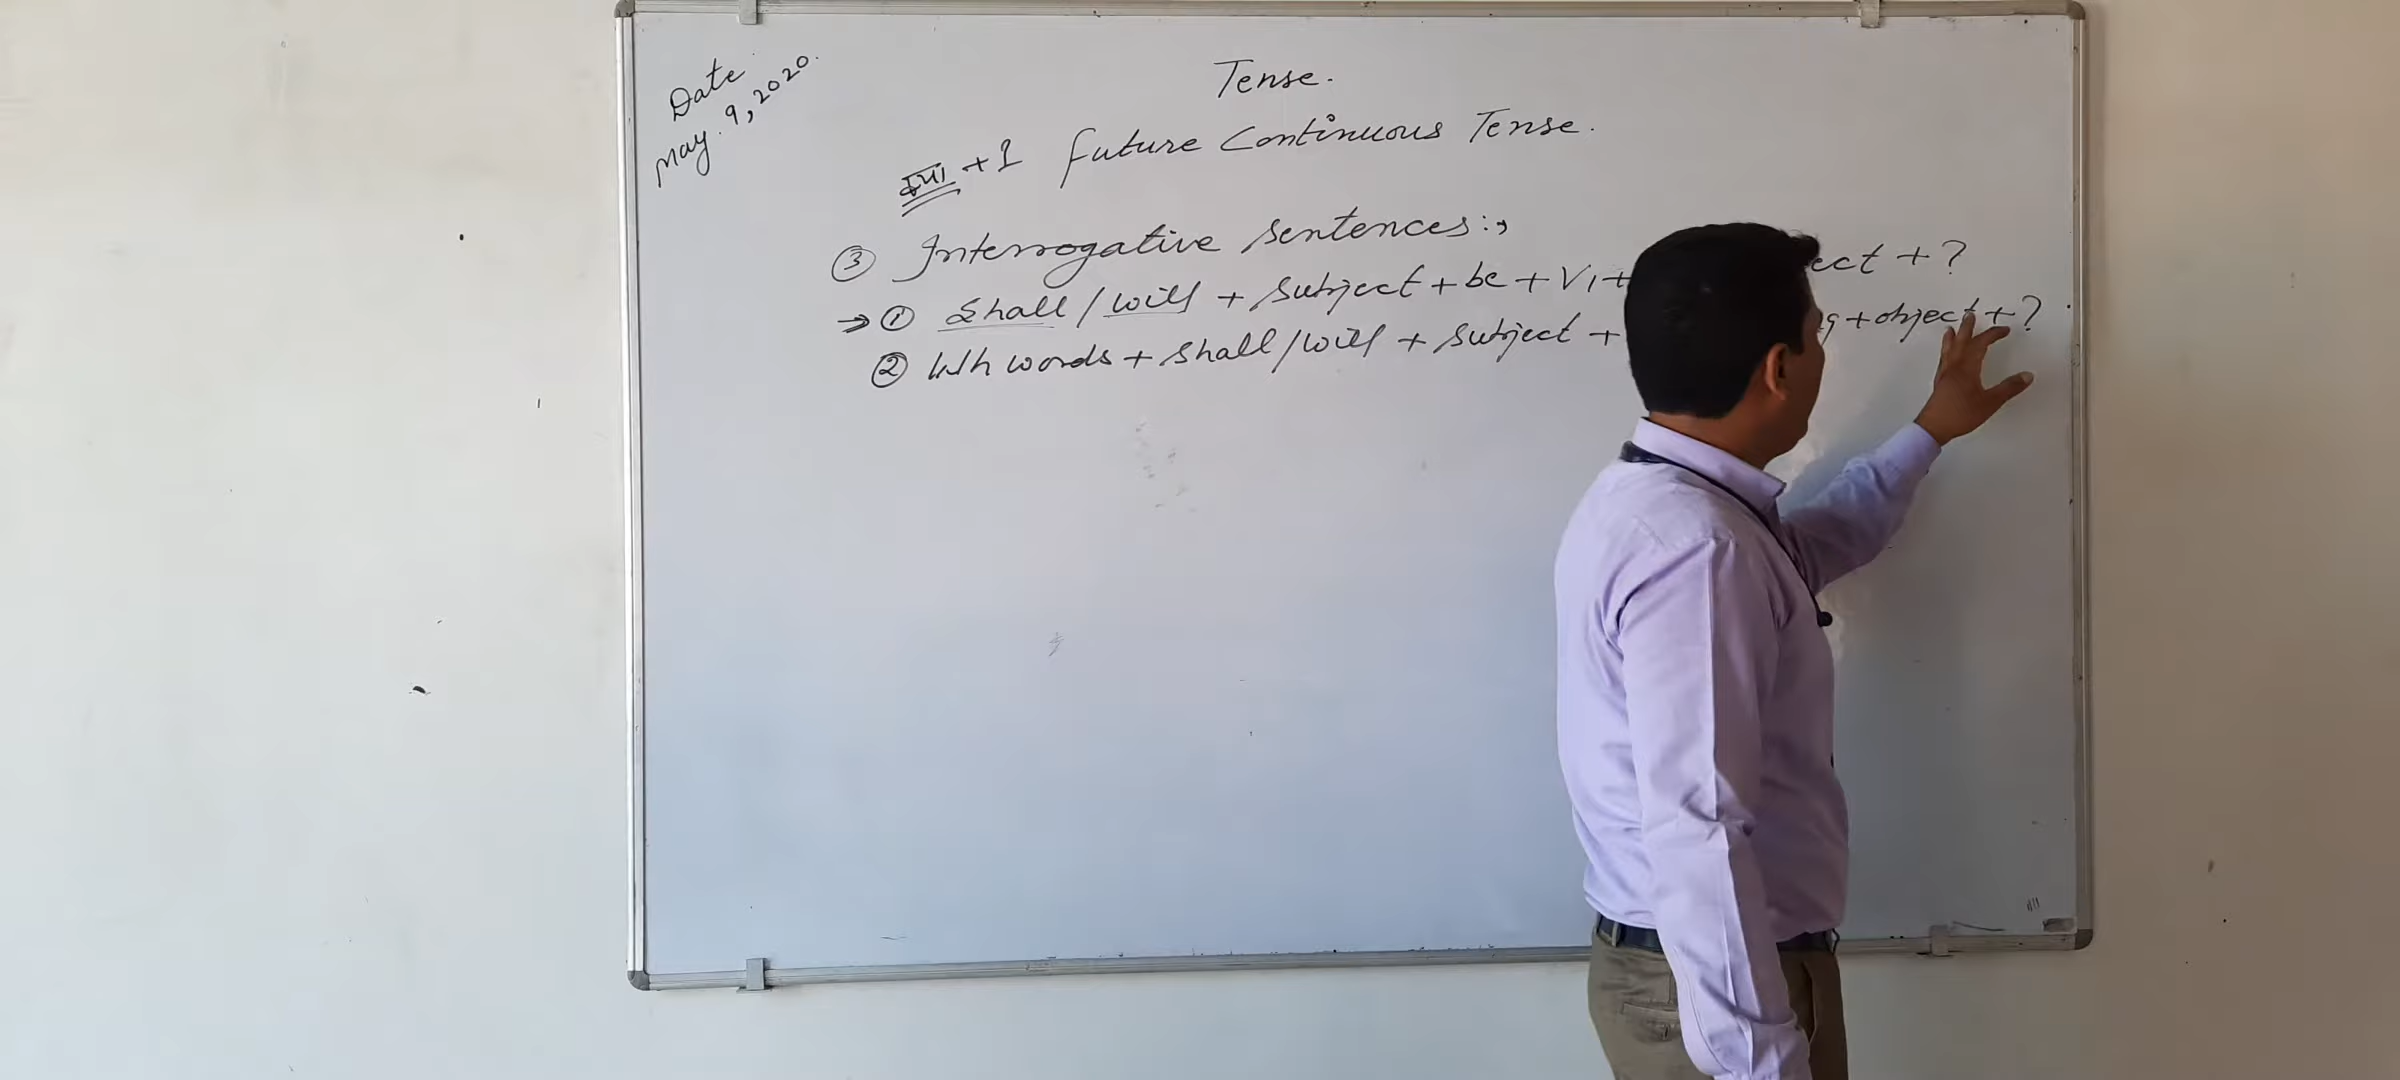 Date
May. 9, 2020.
Tense.
+ I Future Continuous Tense.
③ Interrogative Sentences:→
→ ① Shall / will + Subject + be + V1 + ect + ?
② Wh words + Shall / will + Subject + g + object + ?